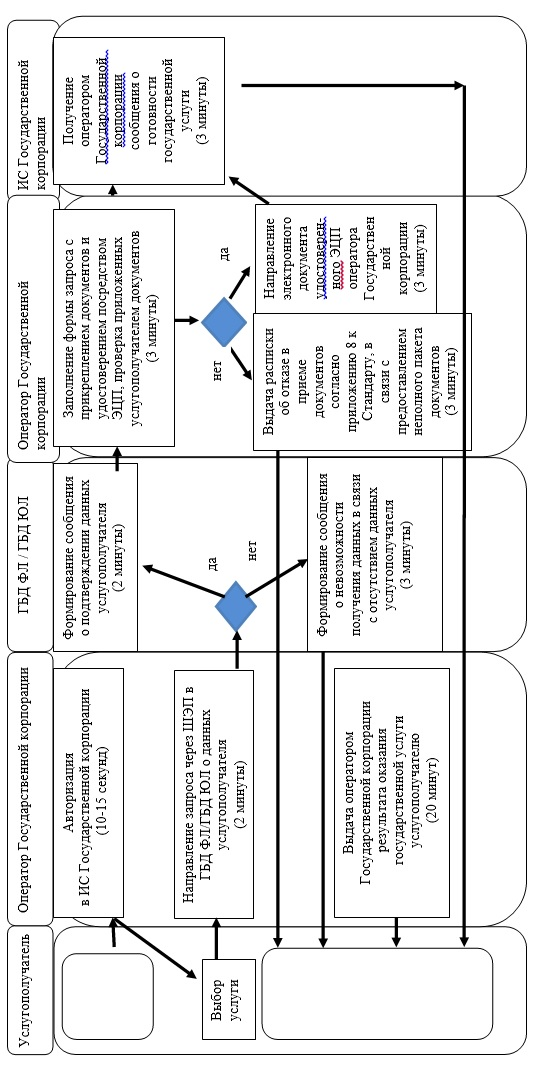 Услугополучатель
Оператор Государственной корпорации
ГБД ФЛ / ГБД ЮЛ
Оператор Государственной
корпорации
ИС Государственной
корпорации
Авторизация
в ИС Государственной корпорации
(10-15 секунд)
Выбор
услуги
Направление запроса через ШЭП в
ГБД ФЛ/ГБД ЮЛ о данных
услугополучателя
(2 минуты)
да
нет
Формирование сообщения
о подтверждении данных
услугополучателя
(2 минуты)
Формирование сообщения
о невозможности
получения данных в связи
с отсутствием данных
услугополучателя
(3 минуты)
Заполнение формы запроса с
прикреплением документов и
удостоверением посредством
ЭЦП, проверка приложенных
услугополучателем документов
(3 минуты)
нет
да
Выдача расписки
об отказе в
приеме
документов
согласно
приложению 8 к
Стандарту, в
связи с
предоставлением
неполного пакета
документов
(3 минуты)
Направление
электронного
документа
удостоверен-
ного ЭЦП
оператора
Государствен
ной
корпорации
(3 минуты)
Получение
оператором
Государственной
корпорации
сообщения о
готовности
государственной
услуги
(3 минуты)
Выдача оператором
Государственной корпорации
результата оказания
государственной услуги
услугополучателю
(20 минут)